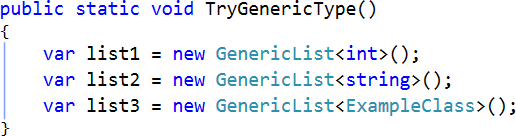 public static void TryGenericType()
{
    var list1 = new GenericList<int>();
    var list2 = new GenericList<string>();
    var list3 = new GenericList<ExampleClass>();
}